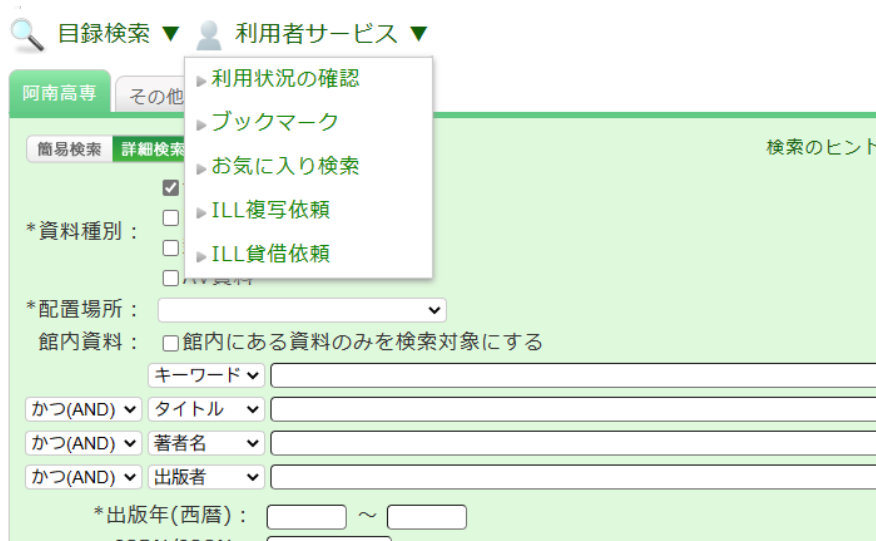 目録検索 ▼ 利用者サービス ▼
阿南高専 その他
利用状況の確認
ブックマーク
お気に入り検索
ILL複写依頼
ILL貸借依頼
簡易検索 詳細検索 検索のヒント
*資料種別：
*配置場所：
館内資料： 館内にある資料のみを検索対象にする
キーワード
かつ(AND) タイトル
かつ(AND) 著者名
かつ(AND) 出版者
*出版年(西暦)： ～